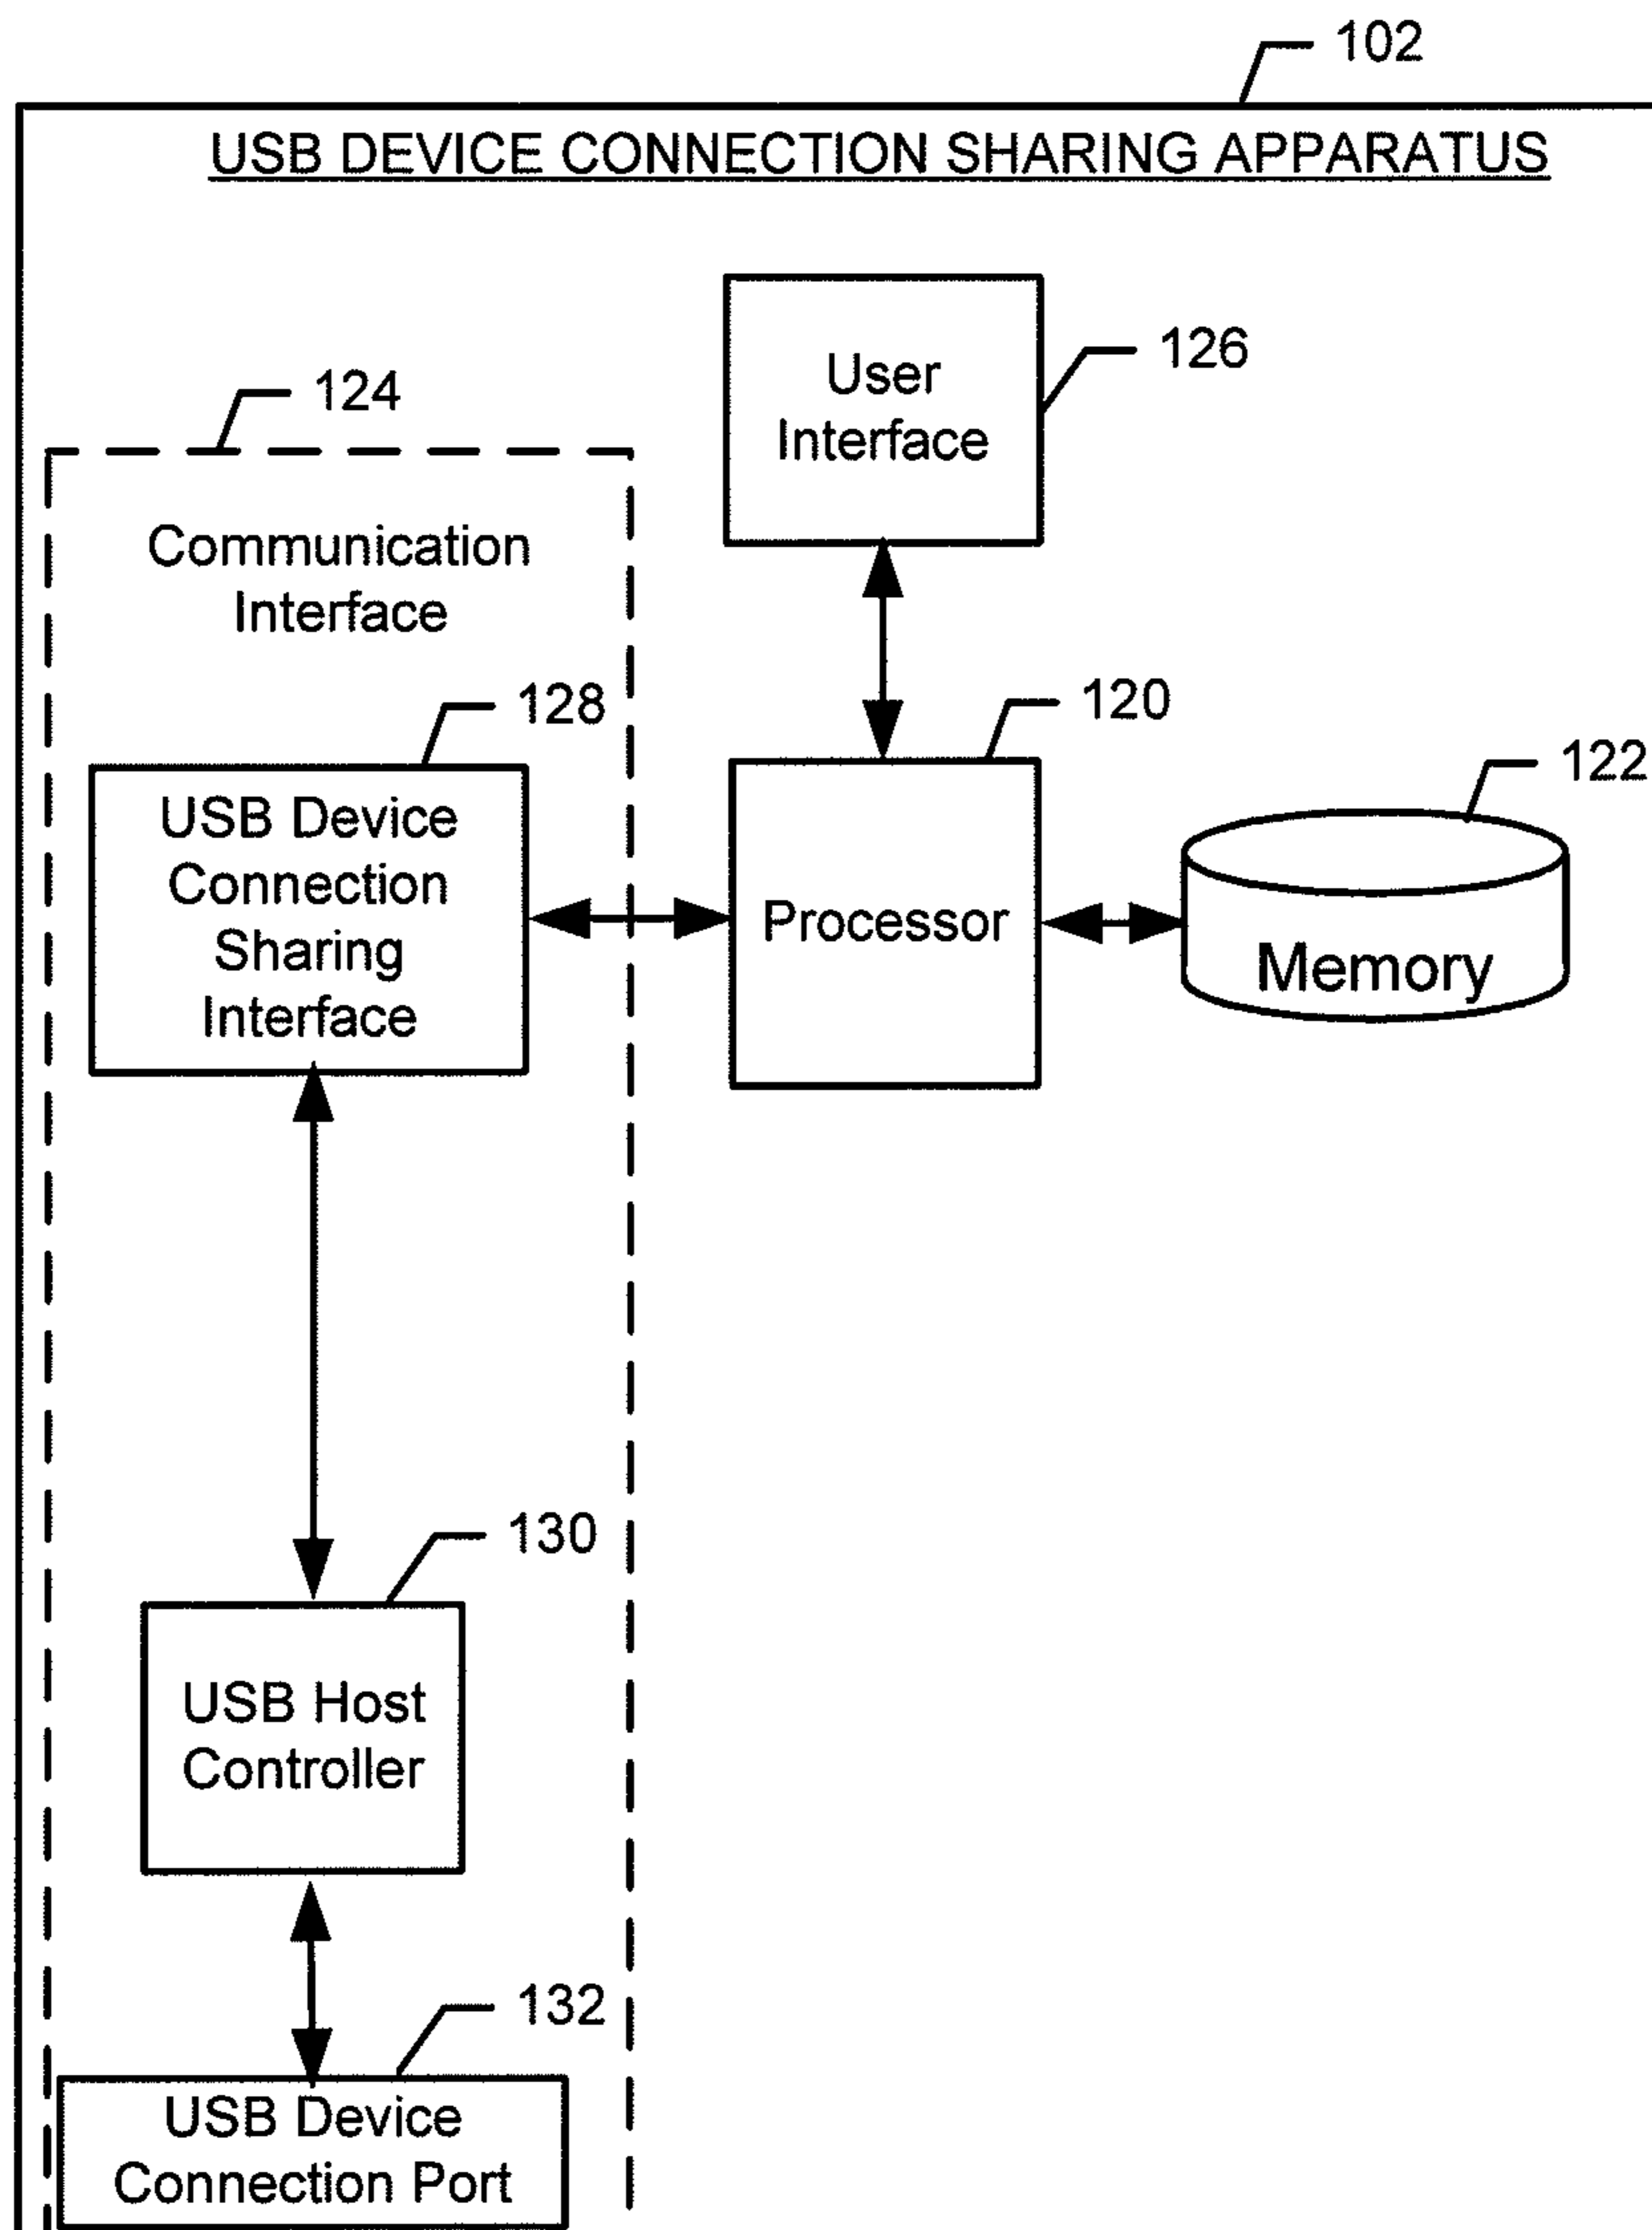 102
USB DEVICE CONNECTION SHARING APPARATUS
User
Interface
126
124
Communication
Interface
128
USB Device
Connection
Sharing
Interface
120
Processor
122
Memory
130
USB Host
Controller
132
USB Device
Connection Port